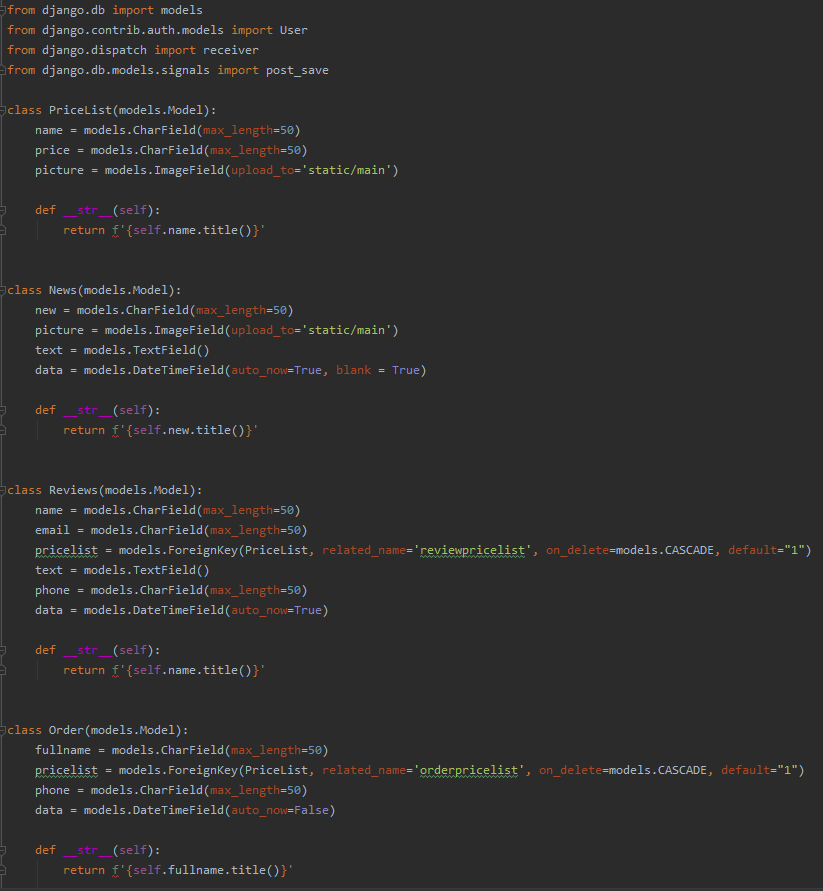 from django.db import models
from django.contrib.auth.models import User
from django.dispatch import receiver
from django.db.models.signals import post_save
class PriceList(models.Model):
name = models.CharField(max_length=50)
price = models.CharField(max_length=50)
picture = models.ImageField(upload_to='static/main')
def __str__(self):
return f'{self.name.title()}'
class News(models.Model):
new = models.CharField(max_length=50)
picture = models.ImageField(upload_to='static/main')
text = models.TextField()
data = models.DateTimeField(auto_now=True, blank = True)
def __str__(self):
return f'{self.new.title()}'
class Reviews(models.Model):
name = models.CharField(max_length=50)
email = models.CharField(max_length=50)
pricelist = models.ForeignKey(PriceList, related_name='reviewpricelist', on_delete=models.CASCADE, default="1")
text = models.TextField()
phone = models.CharField(max_length=50)
data = models.DateTimeField(auto_now=True)
def __str__(self):
return f'{self.name.title()}'
class Order(models.Model):
fullname = models.CharField(max_length=50)
pricelist = models.ForeignKey(PriceList, related_name='orderpricelist', on_delete=models.CASCADE, default="1")
phone = models.CharField(max_length=50)
data = models.DateTimeField(auto_now=False)
def __str__(self):
return f'{self.fullname.title()}'